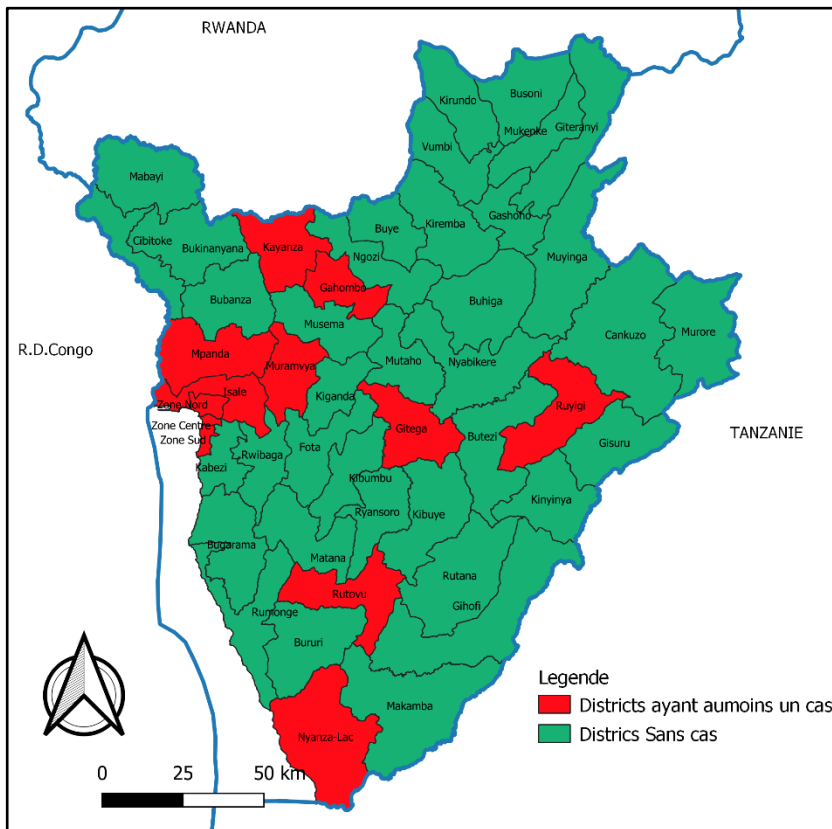 RWANDA
Kirundo
Busoni
Mukenke
Giteranyi
Vumbi
Mabayi
Gashoho
Kiremba
Buye
Cibitoke
Bukinanyana
Kayanza
Ngozi
Muyinga
Gahombo
Bubanza
Buhiga
Musema
Cankuzo
Murore
R.D.Congo
Mpanda
Muramvya
Mutaho
Nyabikere
Isale
Kiganda
Zone Nord
Ruyigi
Zone Centre
Gitega
TANZANIE
Zone Sud
Butezi
Gisuru
Fota
Rwibaga
Kabezi
Kibumbu
Kinyinya
Ryansoro
Kibuye
Bugarama
Matana
Rutana
Rutovu
Gihofi
Rumonge
Bururi
Legende
Districts ayant aumoins un cas
Districs Sans cas
Makamba
Nyanza-Lac
0 25 50 km